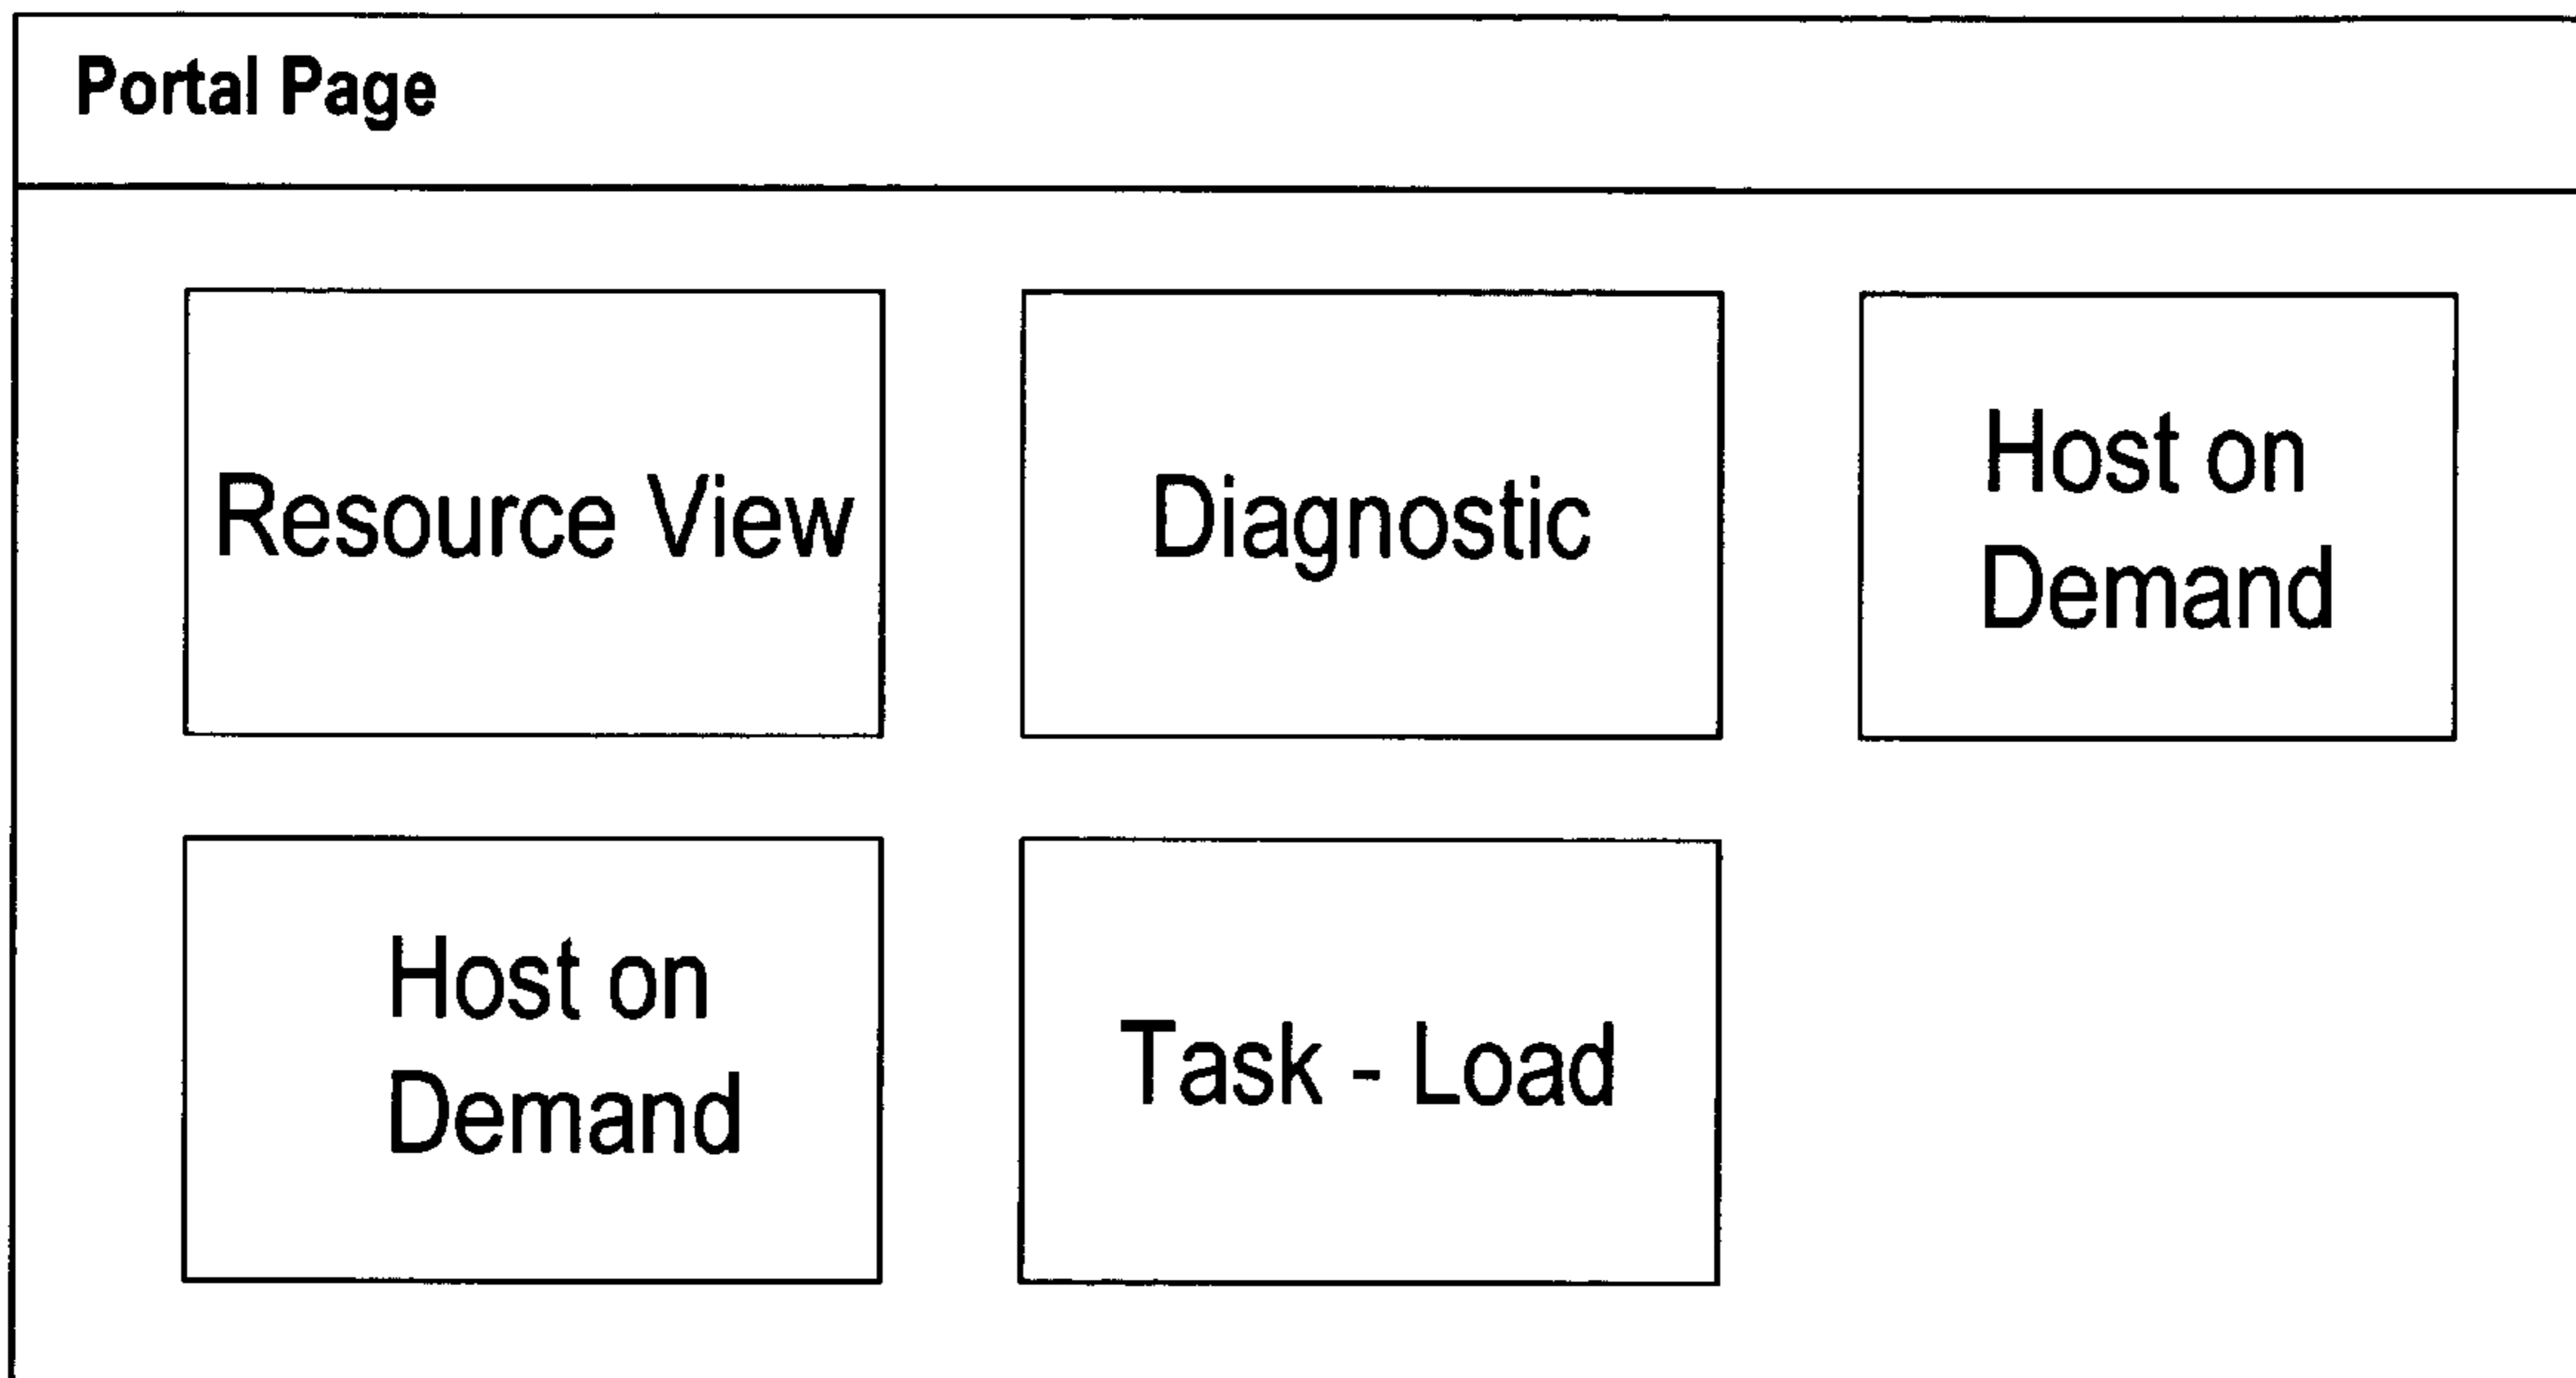 Portal Page
Resource View
Diagnostic
Host on
Demand
Host on
Demand
Task - Load